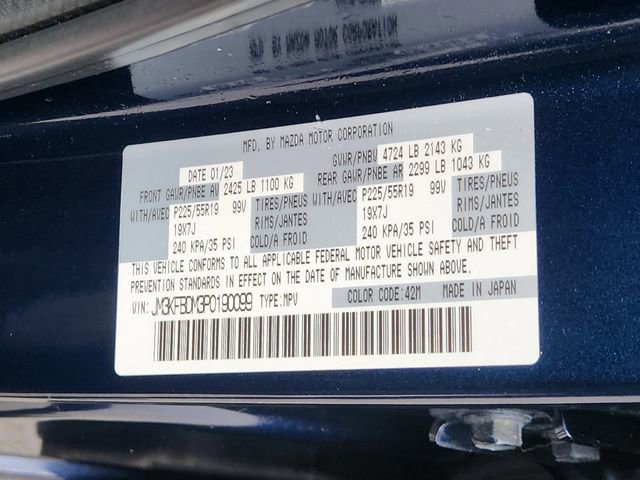 MFD. BY MAZDA MOTOR CORPORATION
DATE 01/23 GVWR/PNBV 4724 LB 2143 KG
FRONT GAWR/PNBE AV 2425 LB 1100 KG REAR GAWR/PNBE AR 2299 LB 1043 KG
WITH/AVEC P225/55R19 99V TIRES/PNEUS WITH/AVEC P225/55R19 99V TIRES/PNEUS
19X7J RIMS/JANTES 19X7J RIMS/JANTES
240 KPA/35 PSI COLD/A FROID 240 KPA/35 PSI COLD/A FROID
THIS VEHICLE CONFORMS TO ALL APPLICABLE FEDERAL MOTOR VEHICLE SAFETY AND THEFT
PREVENTION STANDARDS IN EFFECT ON THE DATE OF MANUFACTURE SHOWN ABOVE.
VIN: JM3KFBDM3P0190099 TYPE:MPV COLOR CODE:42M MADE IN JAPAN